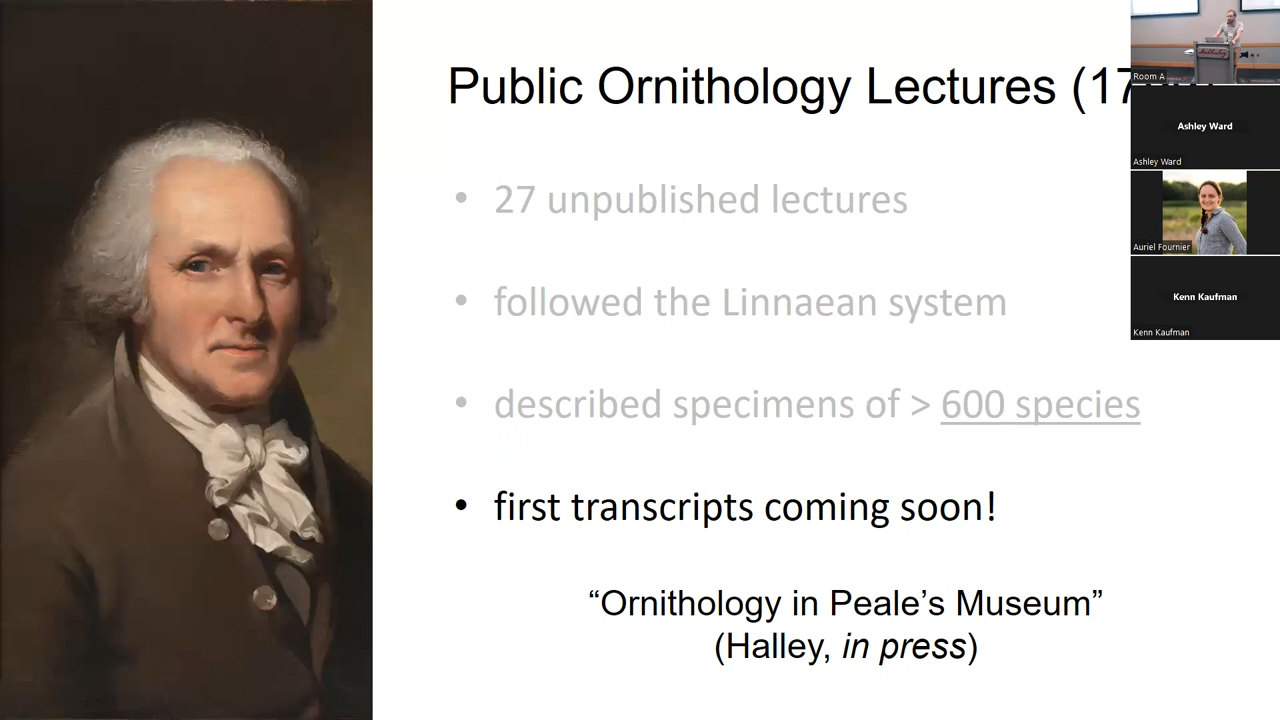 Public Ornithology Lectures (17
• 27 unpublished lectures
• followed the Linnaean system
• described specimens of > 600 species
• first transcripts coming soon!
“Ornithology in Peale’s Museum”
(Halley, in press)
Room A
Ashley Ward
Ashley Ward
Auriel Fournier
Kenn Kaufman
Kenn Kaufman